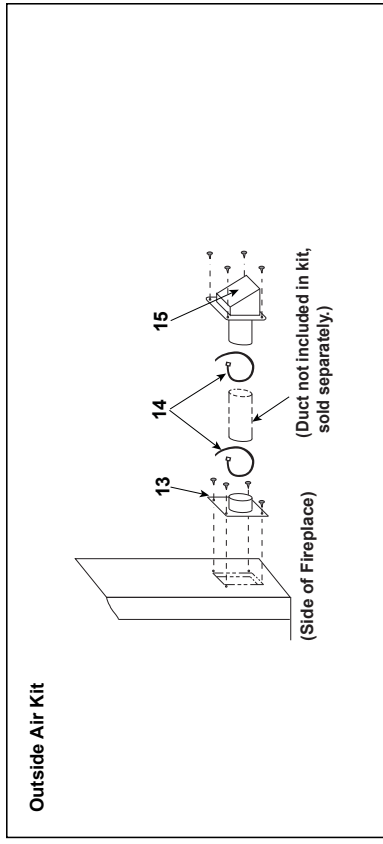 Outside Air Kit
13
14
15
(Side of Fireplace)
(Duct not included in kit,
sold separately.)